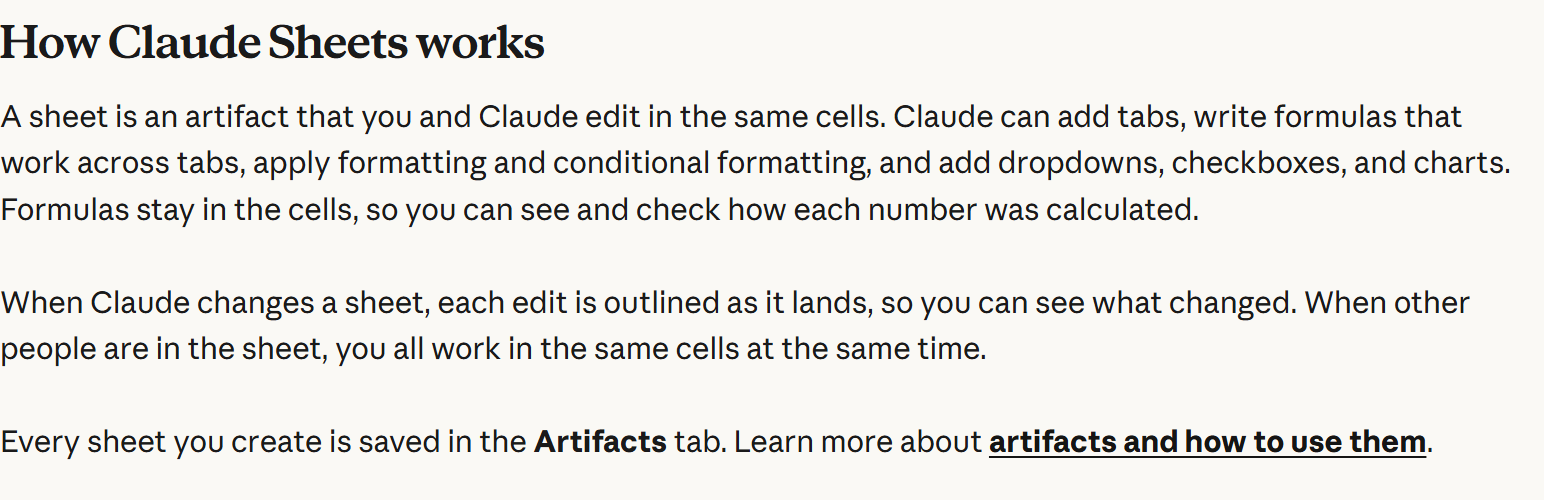 How Claude Sheets works
A sheet is an artifact that you and Claude edit in the same cells. Claude can add tabs, write formulas that
work across tabs, apply formatting and conditional formatting, and add dropdowns, checkboxes, and charts.
Formulas stay in the cells, so you can see and check how each number was calculated.
When Claude changes a sheet, each edit is outlined as it lands, so you can see what changed. When other
people are in the sheet, you all work in the same cells at the same time.
Every sheet you create is saved in the Artifacts tab. Learn more about artifacts and how to use them.